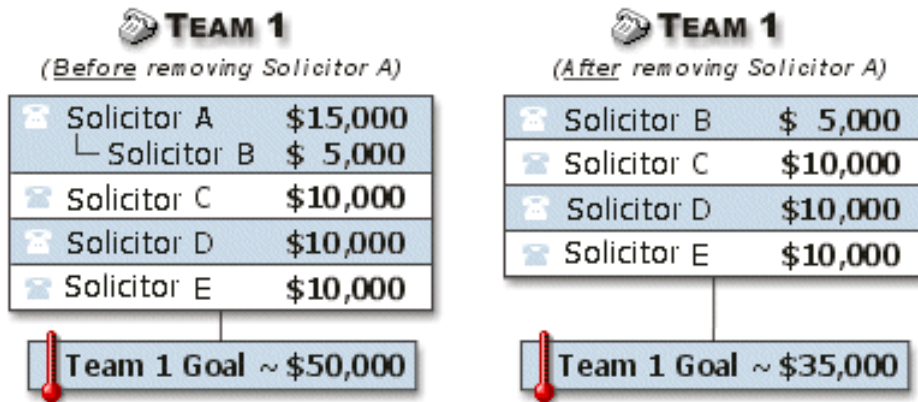 TEAM 1
(Before removing Solicitor A)
Solicitor A $15,000
Solicitor B $ 5,000
Solicitor C $10,000
Solicitor D $10,000
Solicitor E $10,000
Team 1 Goal ~ $50,000
TEAM 1
(After removing Solicitor A)
Solicitor B $ 5,000
Solicitor C $10,000
Solicitor D $10,000
Solicitor E $10,000
Team 1 Goal ~ $35,000